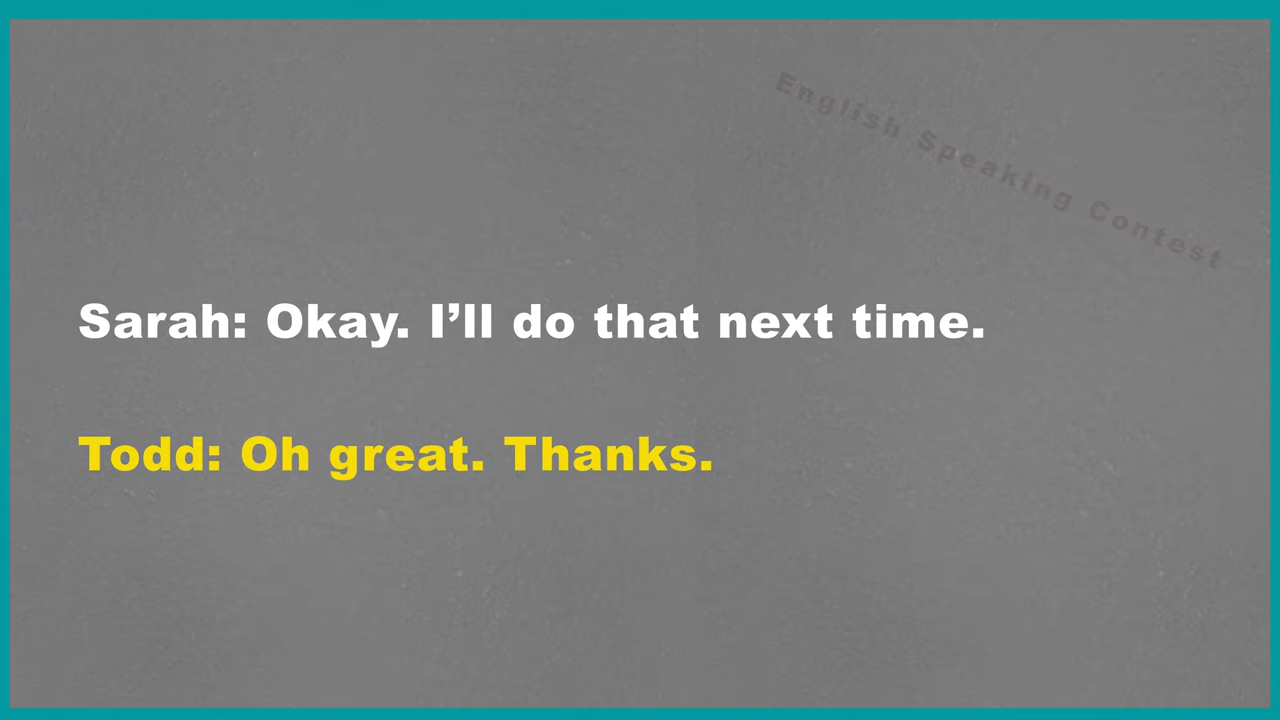 English Speaking Contest
Sarah: Okay. I’ll do that next time.
Todd: Oh great. Thanks.